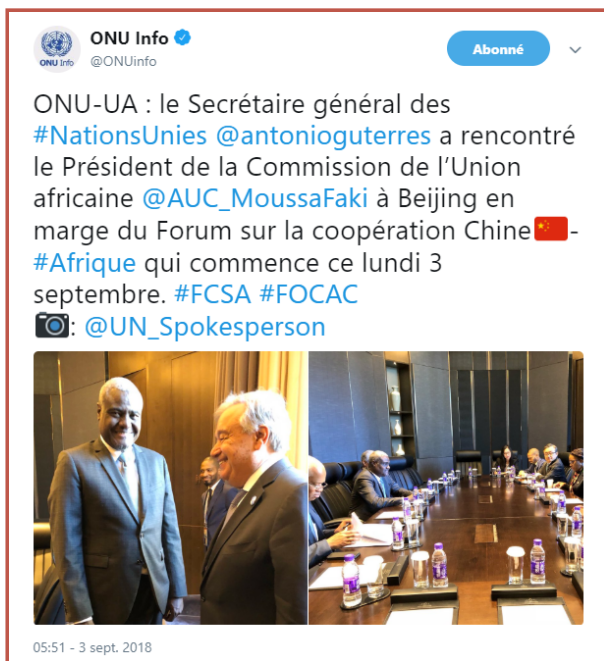 ONU Info
@ONUinfo
Abonné
ONU Info
ONU-UA : le Secrétaire général des
#NationsUnies @antonioguterres a rencontré
le Président de la Commission de l'Union
africaine @AUC_MoussaFaki à Beijing en
marge du Forum sur la coopération Chine🇨🇳-
#Afrique qui commence ce lundi 3
septembre. #FCSA #FOCAC
📷: @UN_Spokesperson
05:51 - 3 sept. 2018